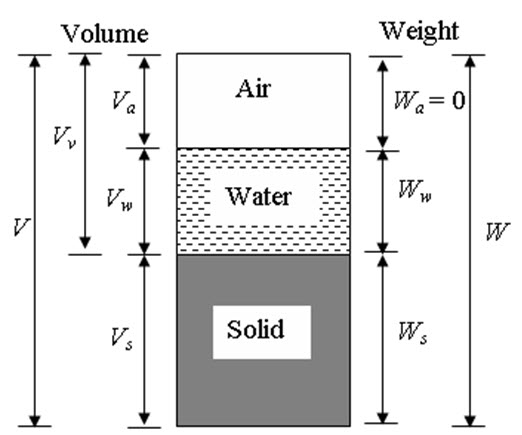 Volume
Weight
Air
Water
Solid
V
Vv
Va
Vw
Vs
Wa = 0
Ww
Ws
W